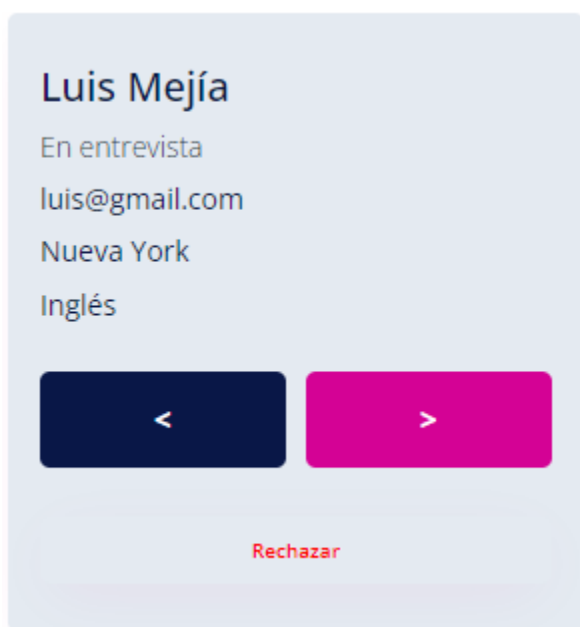 Luis Mejía
En entrevista
luis@gmail.com
Nueva York
Inglés
< >
Rechazar